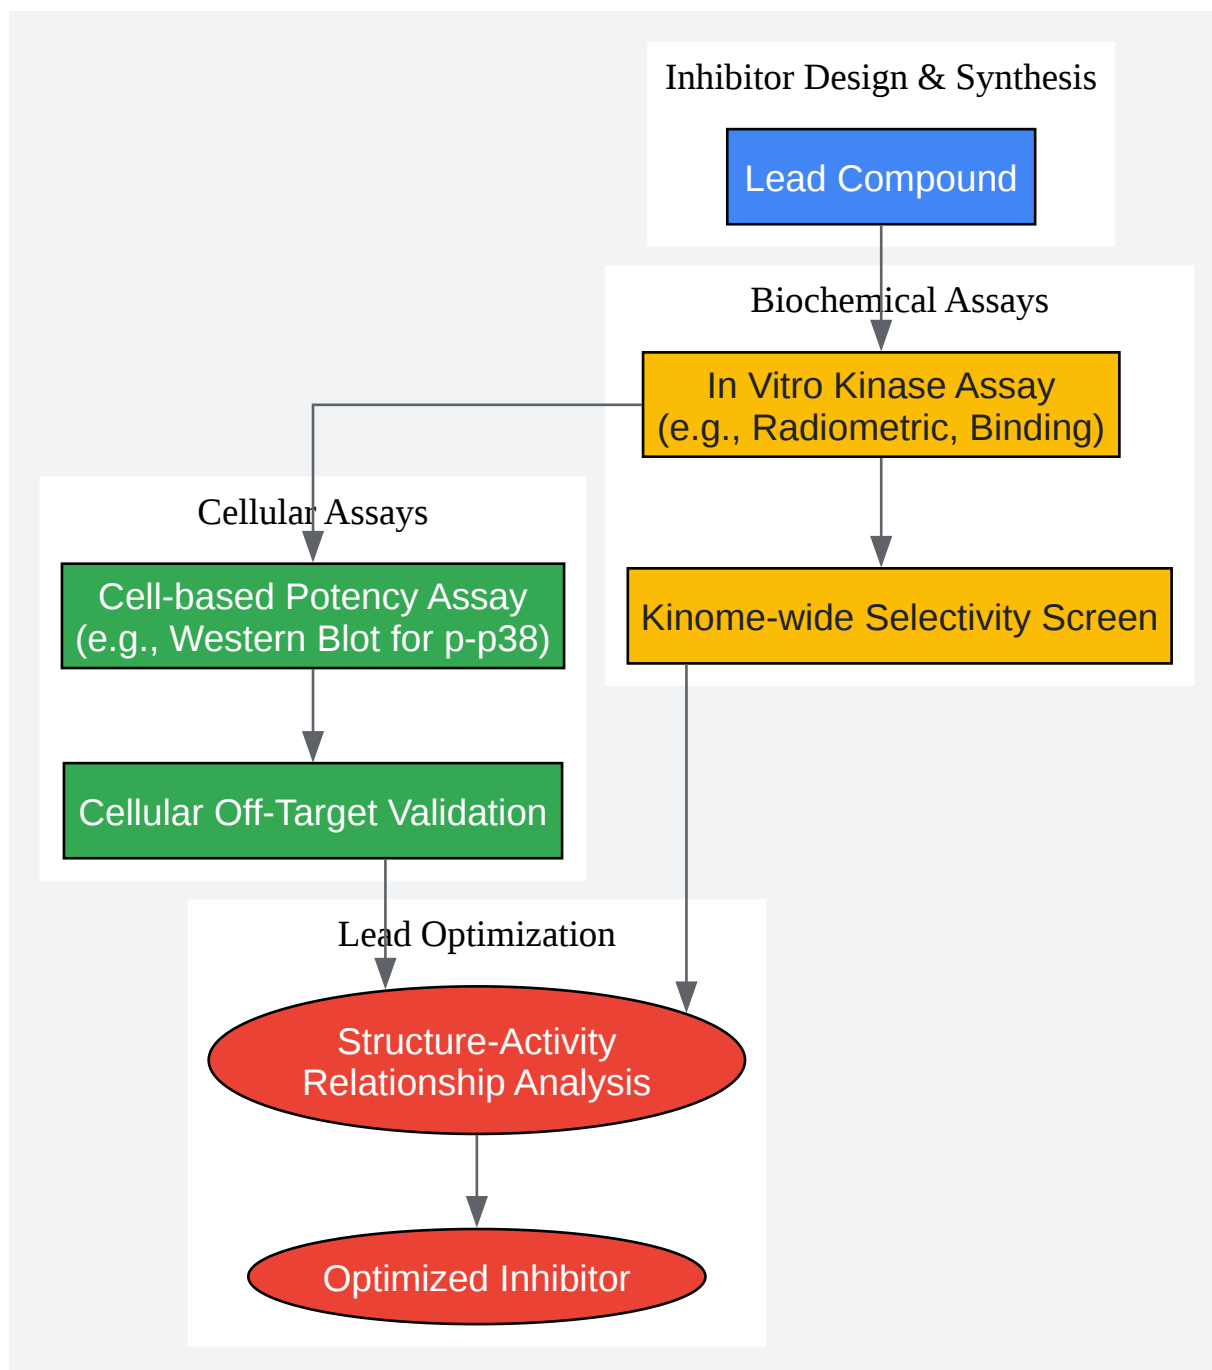 Inhibitor Design & Synthesis
Lead Compound
Biochemical Assays
In Vitro Kinase Assay
(e.g., Radiometric, Binding)
Kinome-wide Selectivity Screen
Cellular Assays
Cell-based Potency Assay
(e.g., Western Blot for p-p38)
Cellular Off-Target Validation
Lead Optimization
Structure-Activity
Relationship Analysis
Optimized Inhibitor